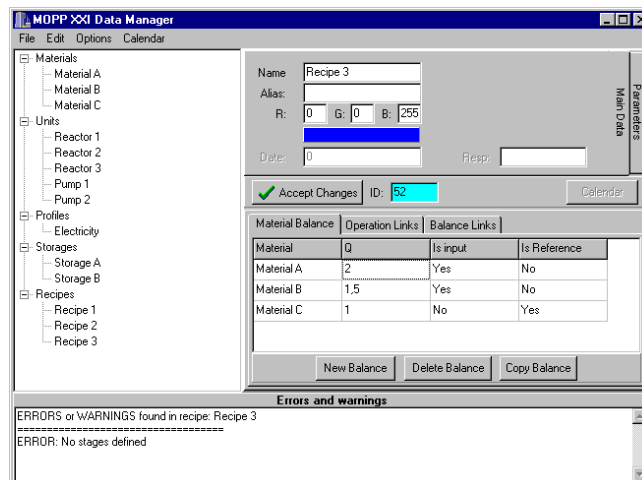 MOPP XXI Data Manager
File Edit Options Calendar
Materials
Material A
Material B
Material C
Units
Reactor 1
Reactor 2
Reactor 3
Pump 1
Pump 2
Profiles
Electricity
Storages
Storage A
Storage B
Recipes
Recipe 1
Recipe 2
Recipe 3
Name Recipe 3
Alias:
R: 0 G: 0 B: 255
Date: 0 Resp:
Main Data
Parameters
Accept Changes ID: 52 Calendar
Material Balance Operation Links Balance Links
Material Q Is input Is Reference
Material A 2 Yes No
Material B 1,5 Yes No
Material C 1 No Yes
New Balance Delete Balance Copy Balance
Errors and warnings
ERRORS or WARNINGS found in recipe: Recipe 3
===================================
ERROR: No stages defined